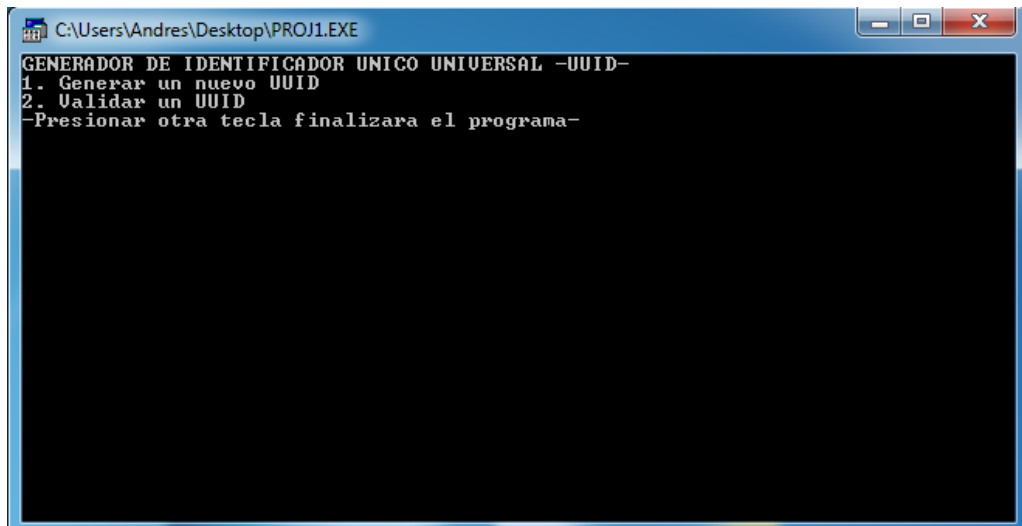 C:\Users\Andres\Desktop\PROJ1.EXE
GENERADOR DE IDENTIFICADOR UNICO UNIVERSAL -UUID-
1. Generar un nuevo UUID
2. Validar un UUID
-Presionar otra tecla finalizara el programa-